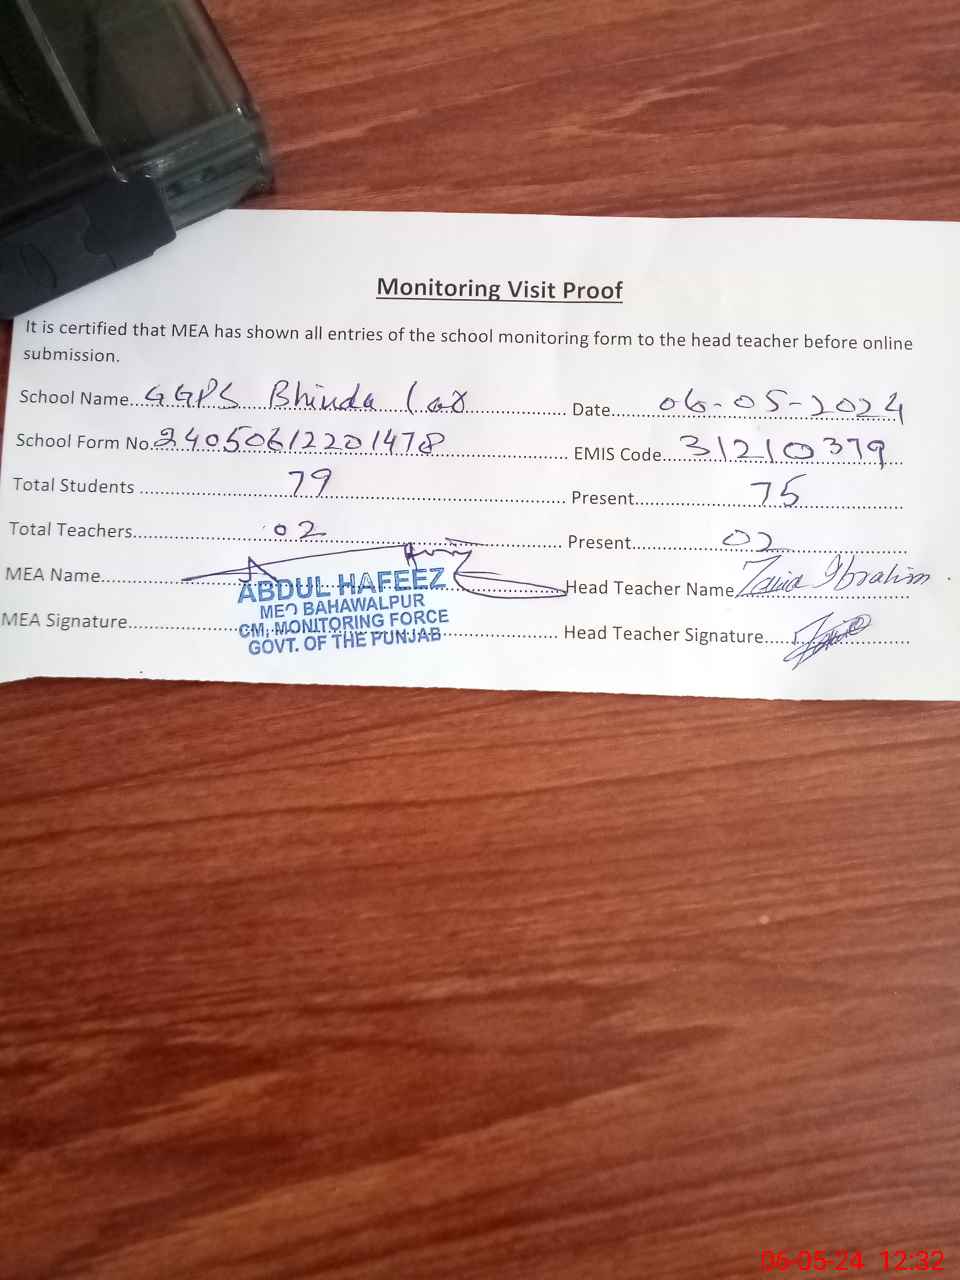 Monitoring Visit Proof
It is certified that MEA has shown all entries of the school monitoring form to the head teacher before online
submission.
School Name GGPS Bhinda Date 06-05-2024
School Form No. 24050612201478 EMIS Code 31210379
Total Students 79 Present 75
Total Teachers 02 Present 02
MEA Name ABDUL HAFEEZ Head Teacher Name Ibrahim
MEO BAHAWALPUR
MEA Signature CM, MONITORING FORCE Head Teacher Signature
GOVT. OF THE PUNJAB
06-05-24 12:32